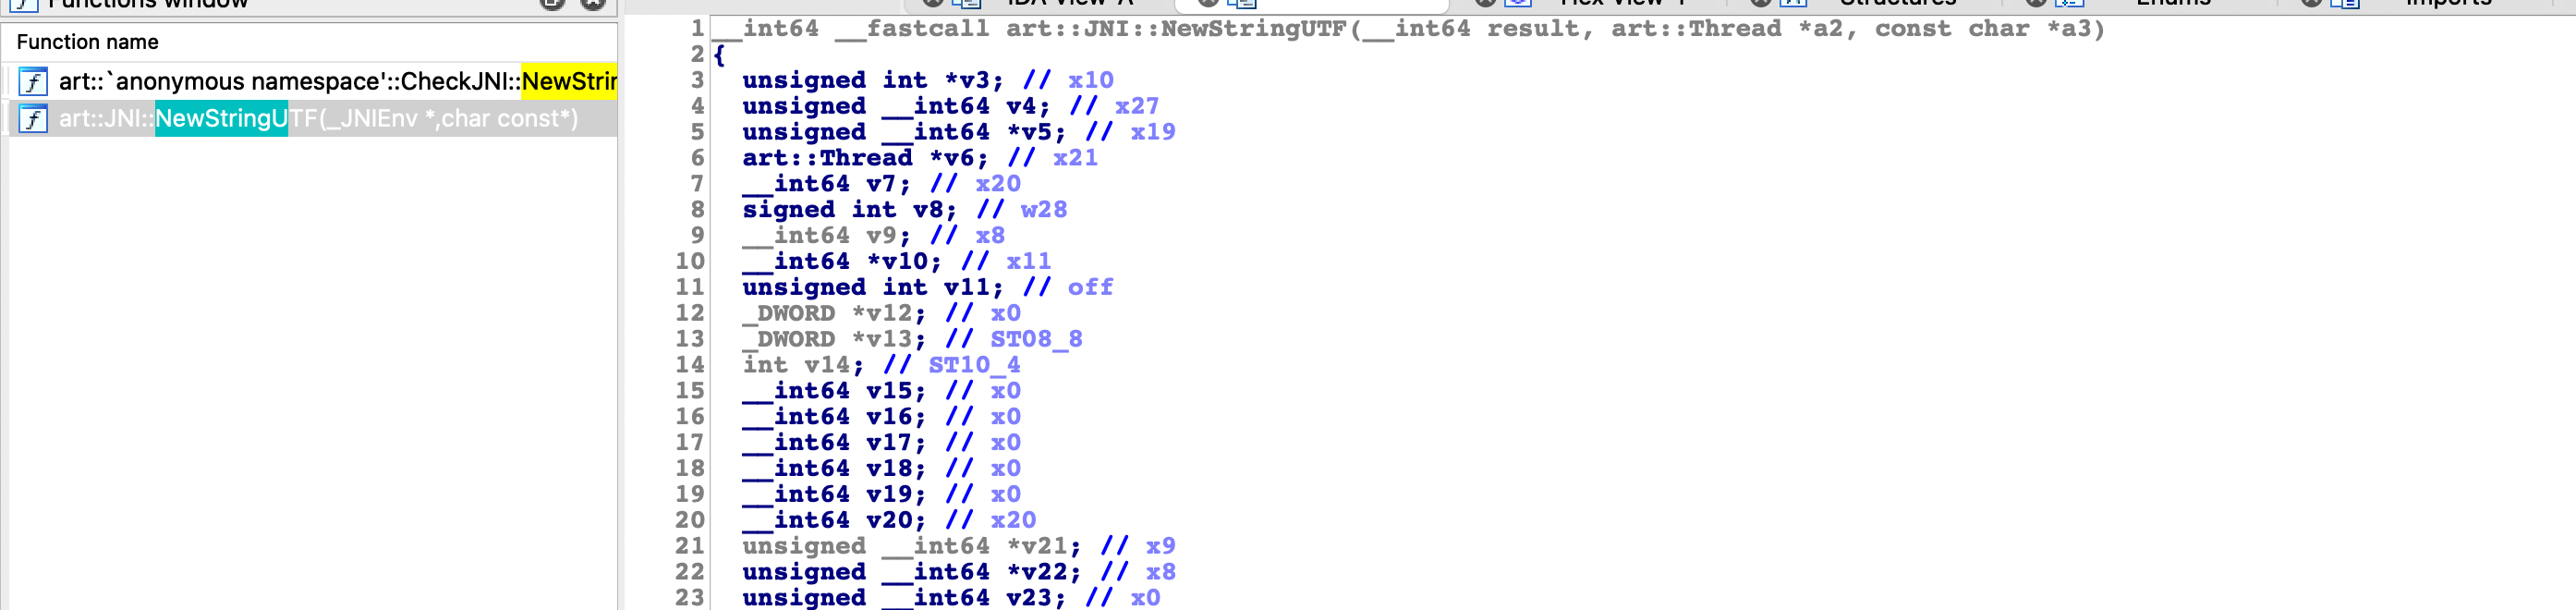 Functions window
IDA View-A
Hex View-1
Structures
Enums
Imports
Function name
f art::`anonymous namespace'::CheckJNI::NewStrin
f art::JNI::NewStringUTF(_JNIEnv *,char const*)
1 __int64 __fastcall art::JNI::NewStringUTF(__int64 result, art::Thread *a2, const char *a3)
2 {
3 unsigned int *v3; // x10
4 unsigned __int64 v4; // x27
5 unsigned __int64 *v5; // x19
6 art::Thread *v6; // x21
7 __int64 v7; // x20
8 signed int v8; // w28
9 __int64 v9; // x8
10 __int64 *v10; // x11
11 unsigned int v11; // off
12 _DWORD *v12; // x0
13 _DWORD *v13; // ST08_8
14 int v14; // ST10_4
15 __int64 v15; // x0
16 __int64 v16; // x0
17 __int64 v17; // x0
18 __int64 v18; // x0
19 __int64 v19; // x0
20 __int64 v20; // x20
21 unsigned __int64 *v21; // x9
22 unsigned __int64 *v22; // x8
23 unsigned __int64 v23; // x0